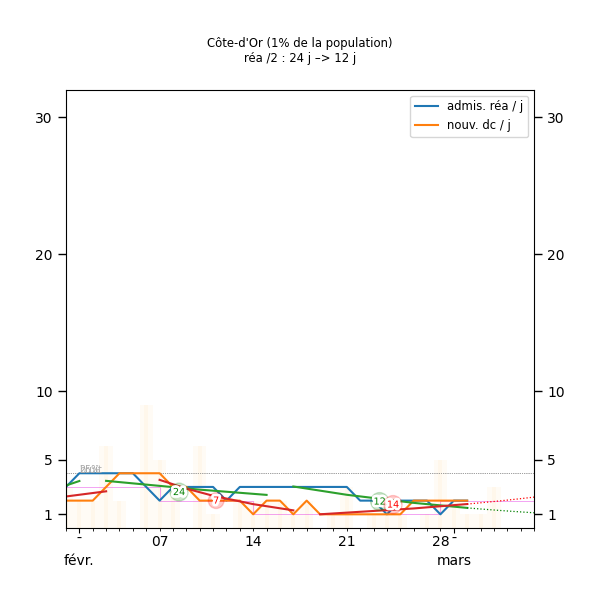 Côte-d'Or (1% de la population)
réa /2 : 24 j –> 12 j
admis. réa / j
nouv. dc / j
30 30
20 20
10 10
5 5
1 1
24
7
12
14
- 07 14 21 28 -
févr. mars